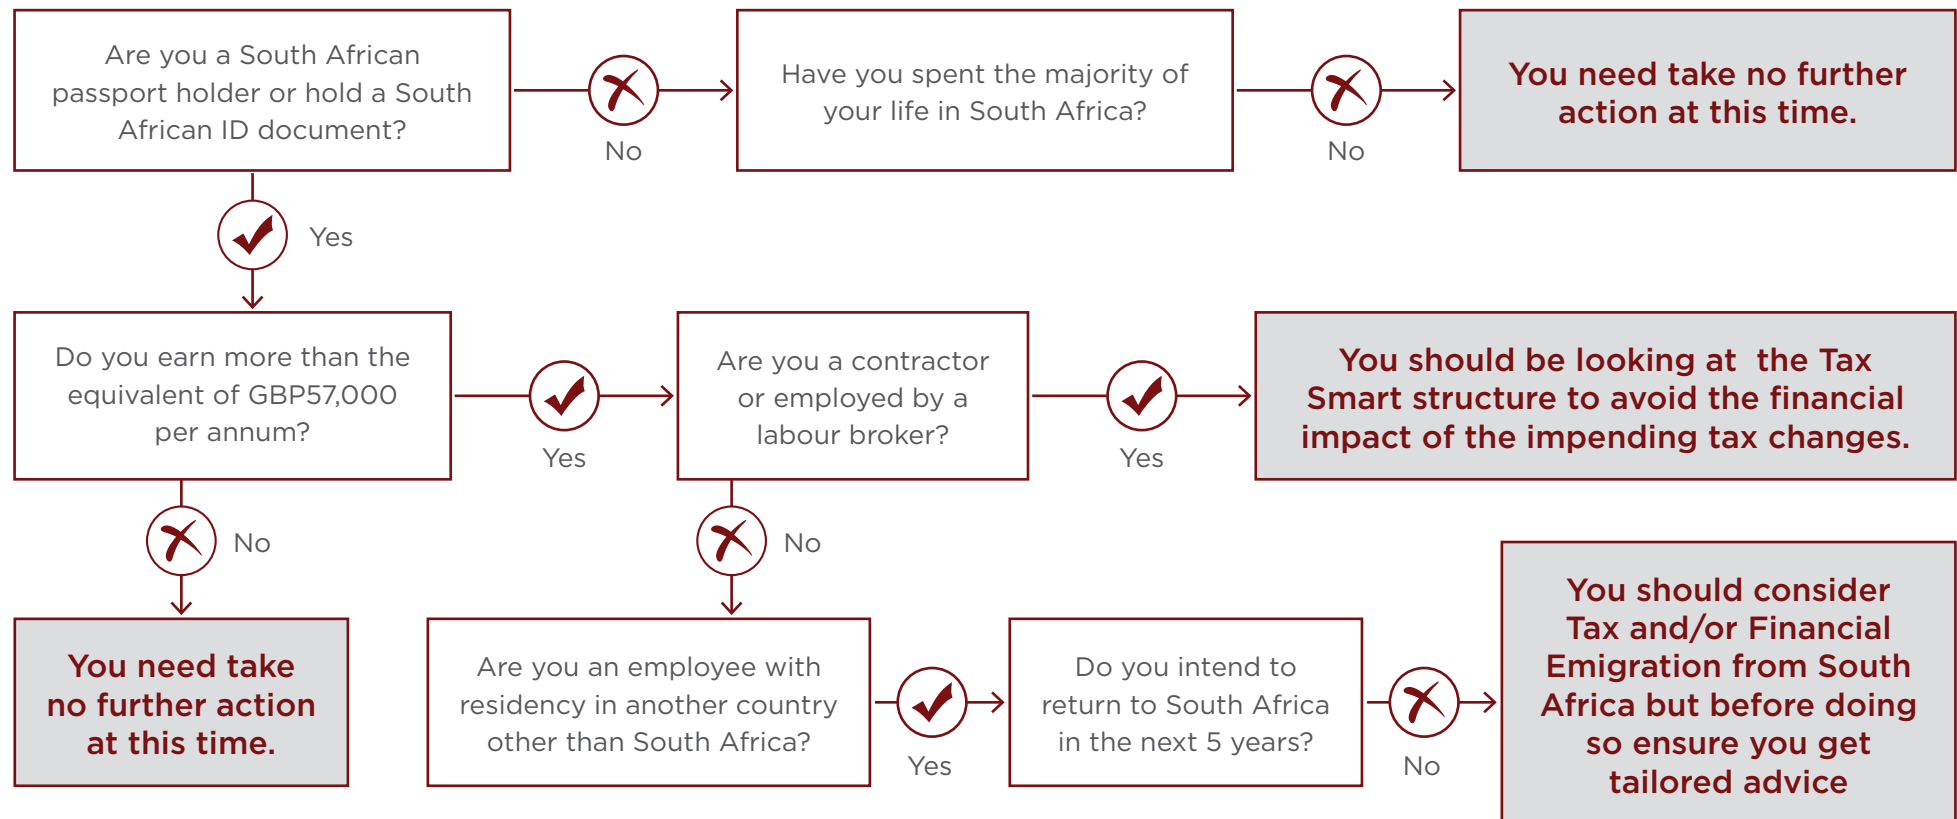 Are you a South African
passport holder or hold a South
African ID document?
No
Have you spent the majority of
your life in South Africa?
No
You need take no further
action at this time.
Yes
Do you earn more than the
equivalent of GBP57,000
per annum?
Yes
Are you a contractor
or employed by a
labour broker?
Yes
You should be looking at the Tax
Smart structure to avoid the financial
impact of the impending tax changes.
No
No
You need take
no further action
at this time.
Are you an employee with
residency in another country
other than South Africa?
Yes
Do you intend to
return to South Africa
in the next 5 years?
No
You should consider
Tax and/or Financial
Emigration from South
Africa but before doing
so ensure you get
tailored advice